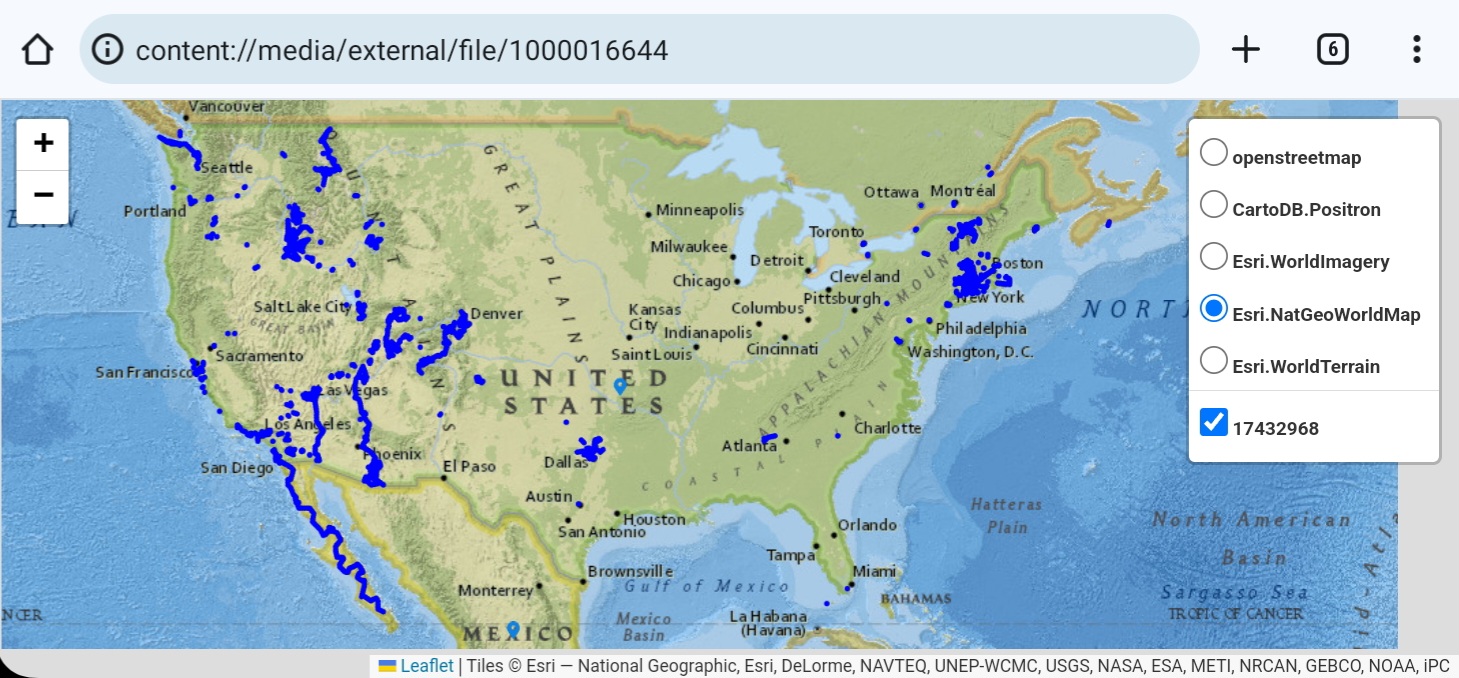 content://media/external/file/1000016644
6
+
−
Vancouver
Seattle
Portland
GREAT PLAINS
Minneapolis
Ottawa
Montréal
Toronto
Milwaukee
Detroit
Chicago
Cleveland
Boston
Pittsburgh
New York
Salt Lake City
GREAT BASIN
Denver
Kansas
City
Columbus
Indianapolis
Philadelphia
Saint Louis
Cincinnati
Washington, D.C.
Sacramento
San Francisco
Las Vegas
UNITED
STATES
APPALACHIAN MOUNTAINS
Los Angeles
Phoenix
San Diego
El Paso
Dallas
Atlanta
Charlotte
COASTAL PLAIN
Austin
Houston
San Antonio
Orlando
Tampa
Hatteras
Plain
North American
Basin
Sargasso Sea
TROPIC OF CANCER
Brownsville
Miami
Monterrey
Gulf of Mexico
BAHAMAS
NCER
MEXICO
Mexico
Basin
La Habana
(Havana)
NORT
openstreetmap
CartoDB.Positron
Esri.WorldImagery
Esri.NatGeoWorldMap
Esri.WorldTerrain
17432968
Leaflet | Tiles © Esri — National Geographic, Esri, DeLorme, NAVTEQ, UNEP-WCMC, USGS, NASA, ESA, METI, NRCAN, GEBCO, NOAA, iPC